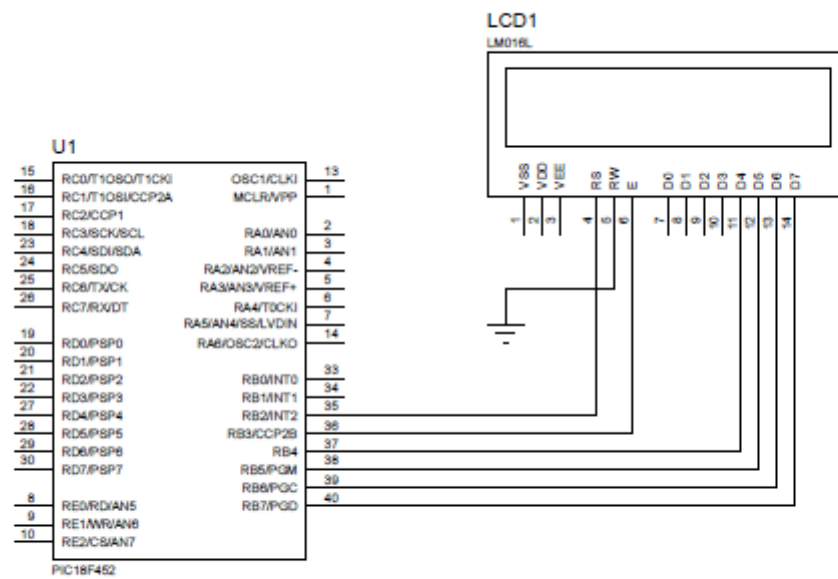 LCD1
LM016L
VSS
VDD
VEE
RS
RW
E
D0
D1
D2
D3
D4
D5
D6
D7
1
2
3
4
5
6
7
8
9
10
11
12
13
14
U1
15 RC0/T1OSO/T1CKI OSC1/CLKI 13
16 RC1/T1OSI/CCP2A MCLR/VPP 1
17 RC2/CCP1
18 RC3/SCK/SCL RA0/AN0 2
23 RC4/SDI/SDA RA1/AN1 3
24 RC5/SDO RA2/AN2/VREF- 4
25 RC6/TX/CK RA3/AN3/VREF+ 5
26 RC7/RX/DT RA4/T0CKI 6
RA5/AN4/SS/LVDIN 7
19 RD0/PSP0 RA6/OSC2/CLKO 14
20 RD1/PSP1
21 RD2/PSP2 RB0/INT0 33
22 RD3/PSP3 RB1/INT1 34
27 RD4/PSP4 RB2/INT2 35
28 RD5/PSP5 RB3/CCP2B 36
29 RD6/PSP6 RB4 37
30 RD7/PSP7 RB5/PGM 38
RB6/PGC 39
8 RE0/RD/AN5 RB7/PGD 40
9 RE1/WR/AN6
10 RE2/CS/AN7
PIC18F452